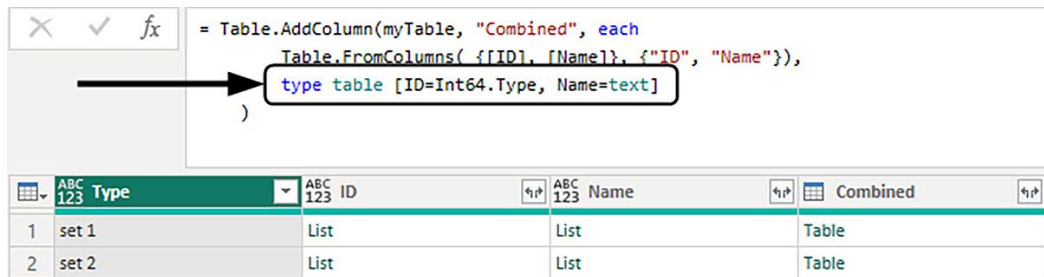 fx = Table.AddColumn(myTable, "Combined", each
Table.FromColumns( {[ID], [Name]}, {"ID", "Name"}),
type table [ID=Int64.Type, Name=text]
)
ABC 123 Type ABC 123 ID ABC 123 Name Combined
1 set 1 List List Table
2 set 2 List List Table